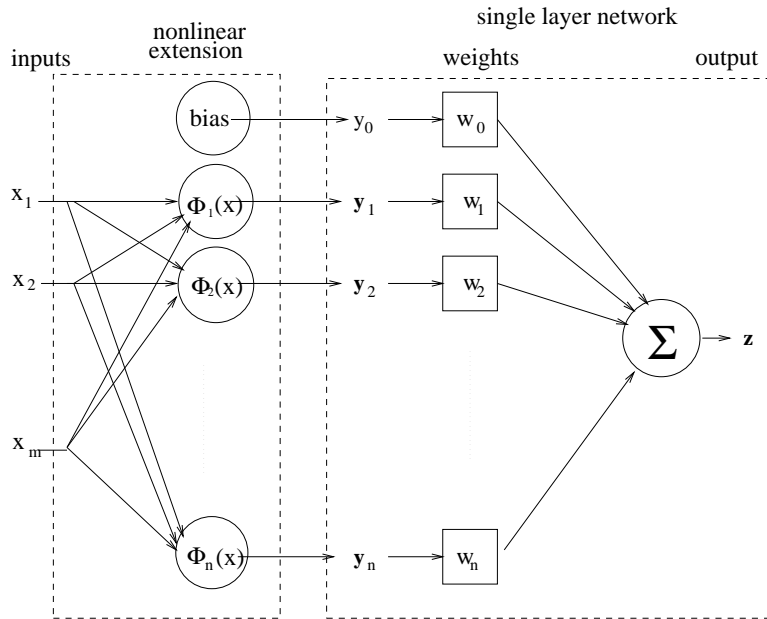 single layer network
nonlinear
extension
inputs
weights
output
bias
y₀
w₀
x₁
Φ₁(x)
y₁
w₁
x₂
Φ₂(x)
y₂
w₂
Σ
z
xₘ
Φₙ(x)
yₙ
wₙ